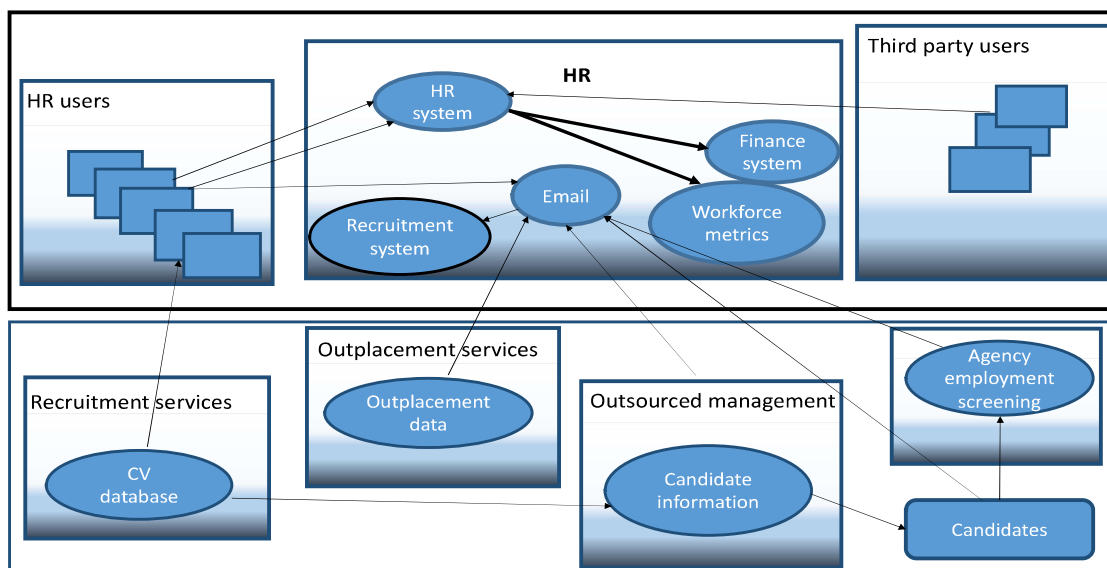 HR users
HR
HR
system
Finance
system
Email
Recruitment
system
Workforce
metrics
Third party users
Recruitment services
CV
database
Outplacement services
Outplacement
data
Outsourced management
Candidate
information
Agency
employment
screening
Candidates